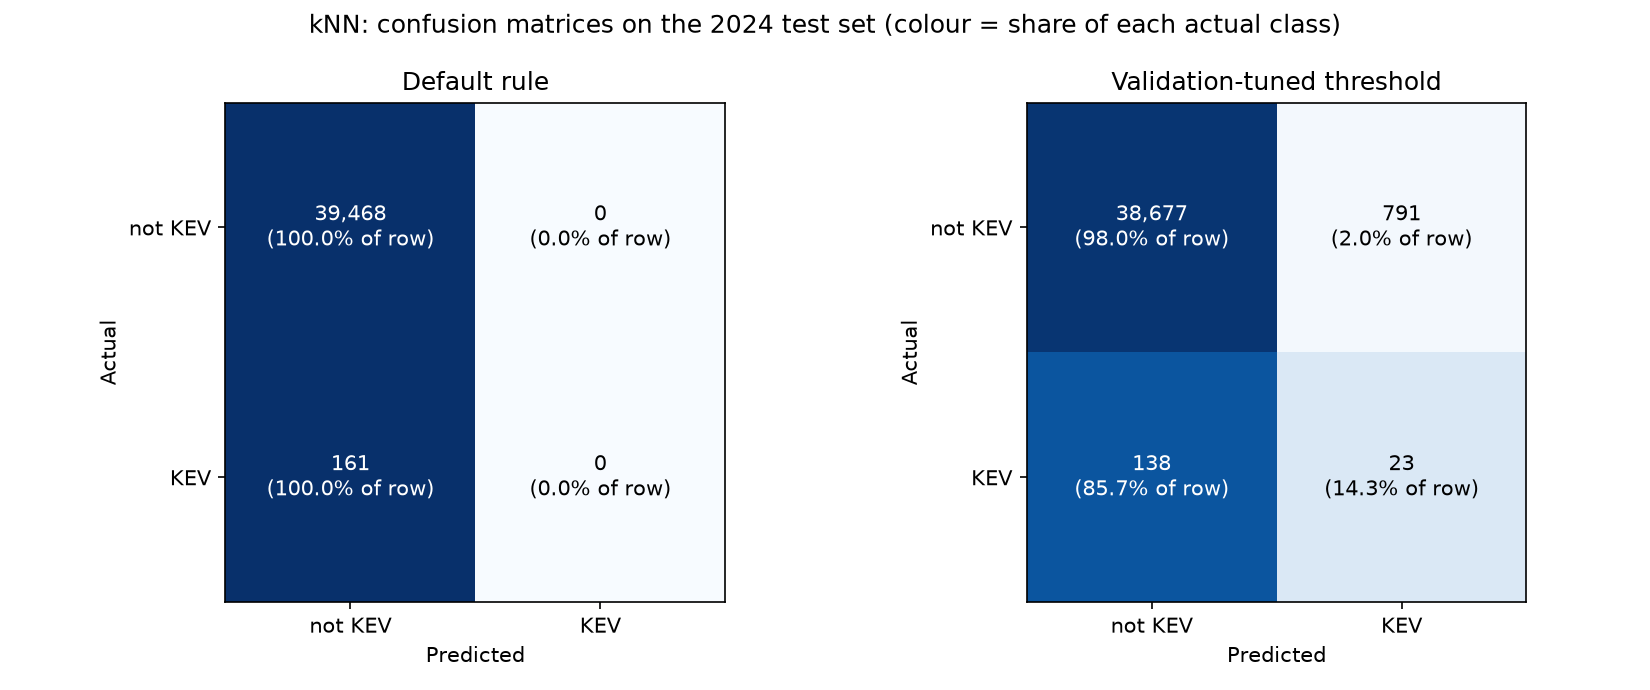 kNN: confusion matrices on the 2024 test set (colour = share of each actual class)
Default rule
not KEV
KEV
Actual
39,468
(100.0% of row)
0
(0.0% of row)
161
(100.0% of row)
0
(0.0% of row)
not KEV
KEV
Predicted
Validation-tuned threshold
not KEV
KEV
Actual
38,677
(98.0% of row)
791
(2.0% of row)
138
(85.7% of row)
23
(14.3% of row)
not KEV
KEV
Predicted